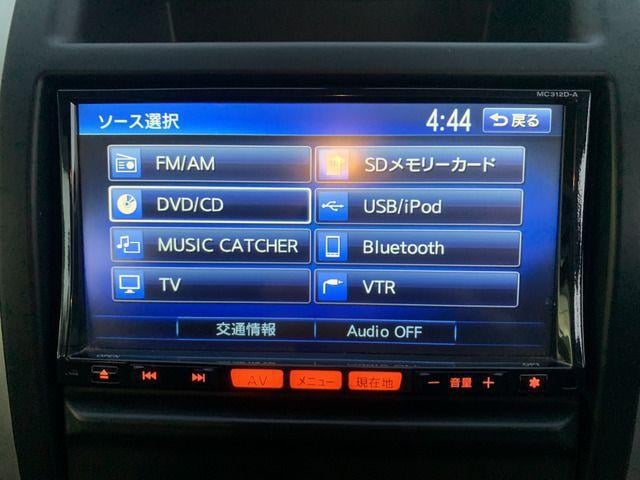 MC312D-A
ソース選択 4:44 戻る
FM/AM SDメモリーカード
DVD/CD USB/iPod
MUSIC CATCHER Bluetooth
TV VTR
交通情報 Audio OFF
OPEN
AV メニュー 現在地 − 音量 +